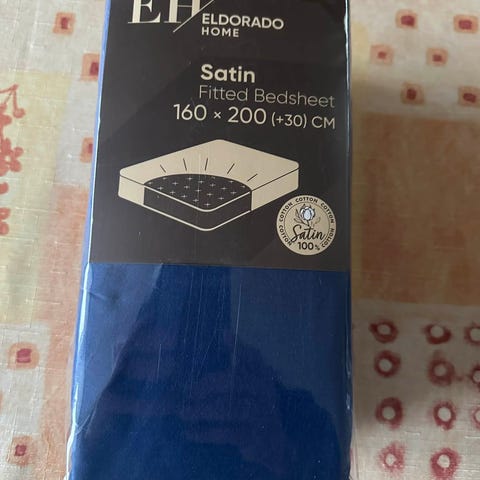 EH ELDORADO
HOME
Satin
Fitted Bedsheet
160 × 200 (+30) CM
COTTON COTTON COTTON COTTON
Satin
100%